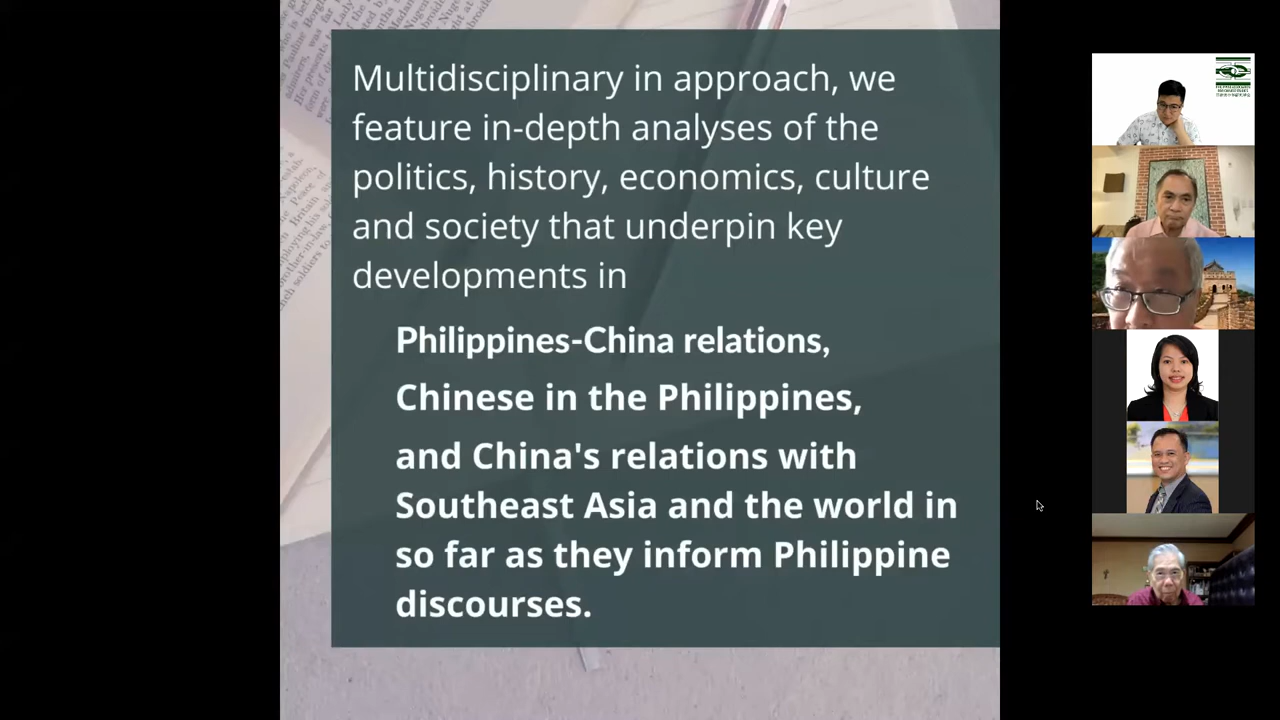 Multidisciplinary in approach, we
feature in-depth analyses of the
politics, history, economics, culture
and society that underpin key
developments in
Philippines-China relations,
Chinese in the Philippines,
and China's relations with
Southeast Asia and the world in
so far as they inform Philippine
discourses.